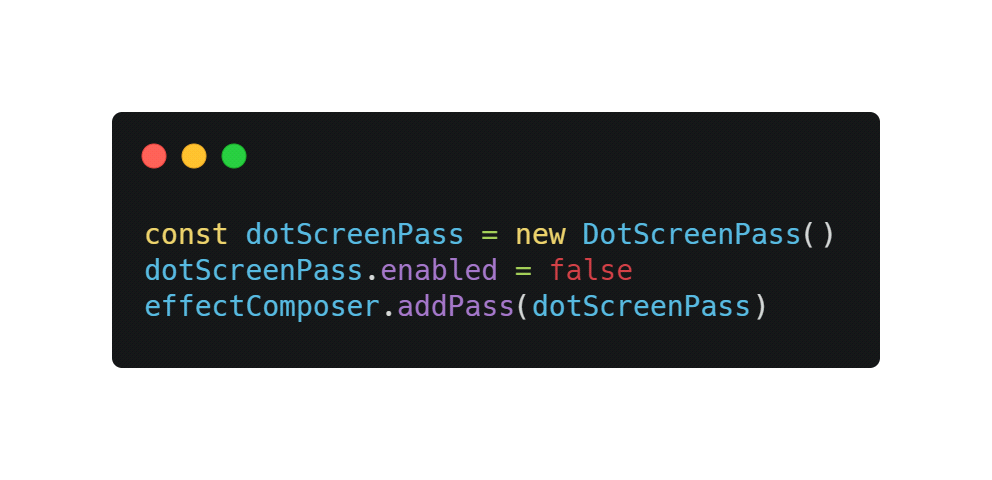 const dotScreenPass = new DotScreenPass()
dotScreenPass.enabled = false
effectComposer.addPass(dotScreenPass)